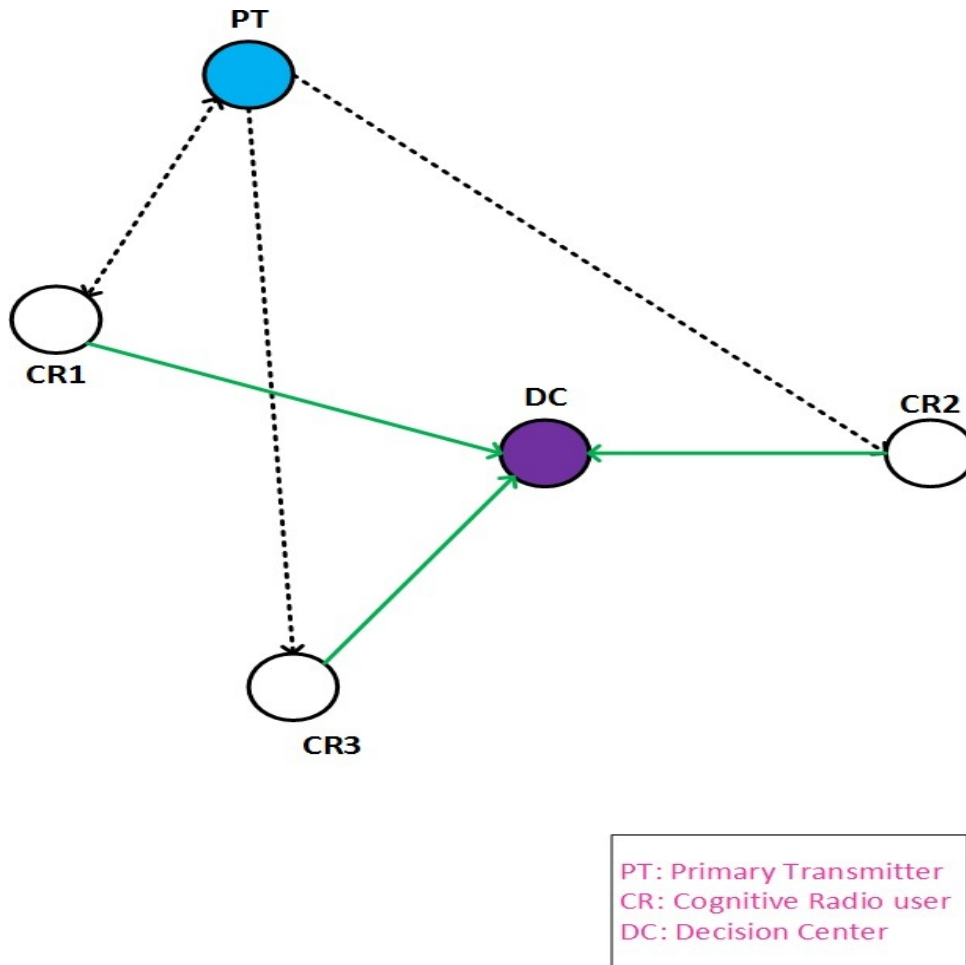 PT
CR1
DC
CR2
CR3
PT: Primary Transmitter
CR: Cognitive Radio user
DC: Decision Center